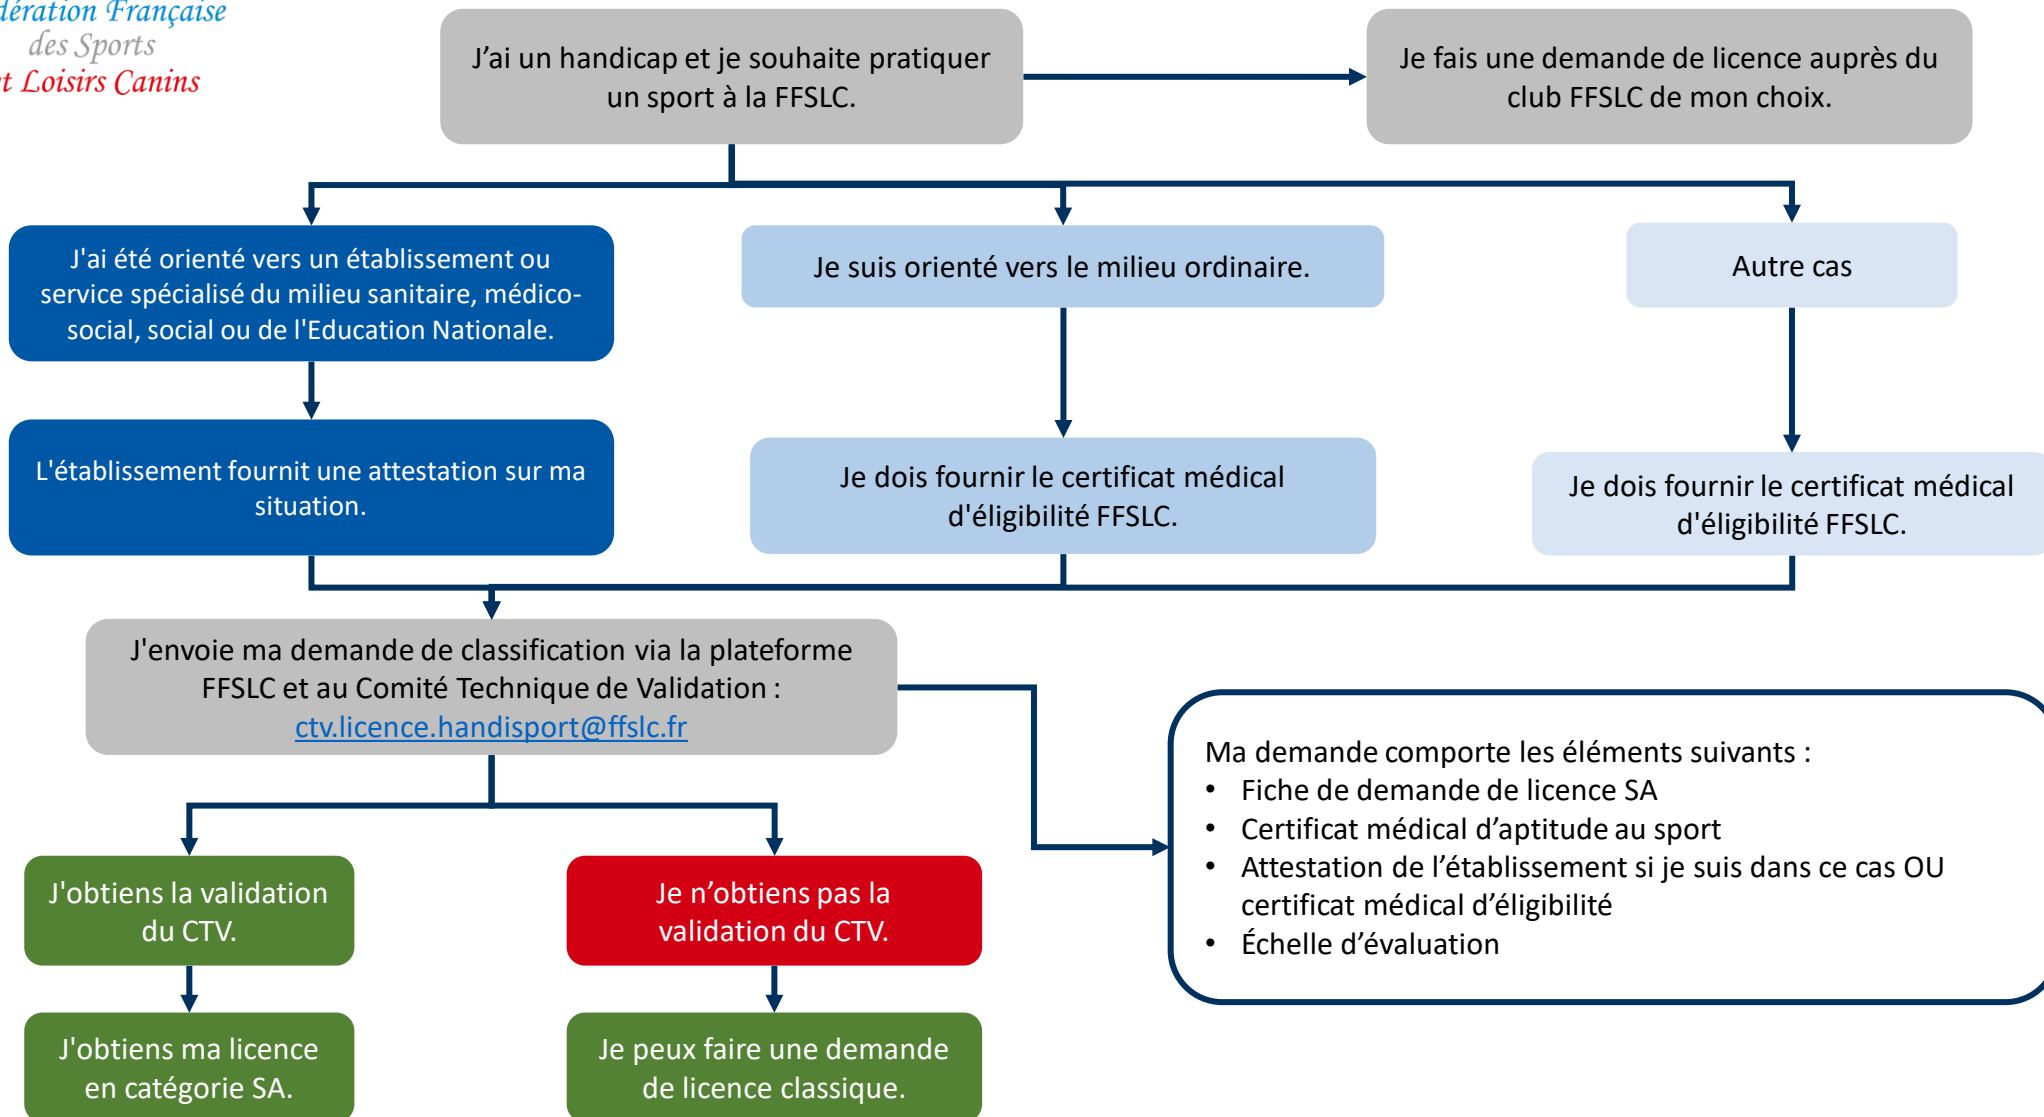 dération Française
des Sports
t Loisirs Canins
J’ai un handicap et je souhaite pratiquer
un sport à la FFSLC.
Je fais une demande de licence auprès du
club FFSLC de mon choix.
J'ai été orienté vers un établissement ou
service spécialisé du milieu sanitaire, médico-
social, social ou de l'Education Nationale.
Je suis orienté vers le milieu ordinaire.
Autre cas
L'établissement fournit une attestation sur ma
situation.
Je dois fournir le certificat médical
d'éligibilité FFSLC.
Je dois fournir le certificat médical
d'éligibilité FFSLC.
J'envoie ma demande de classification via la plateforme
FFSLC et au Comité Technique de Validation :
ctv.licence.handisport@ffslc.fr
Ma demande comporte les éléments suivants :
• Fiche de demande de licence SA
• Certificat médical d’aptitude au sport
• Attestation de l’établissement si je suis dans ce cas OU
certificat médical d’éligibilité
• Échelle d’évaluation
J'obtiens la validation
du CTV.
Je n’obtiens pas la
validation du CTV.
J'obtiens ma licence
en catégorie SA.
Je peux faire une demande
de licence classique.